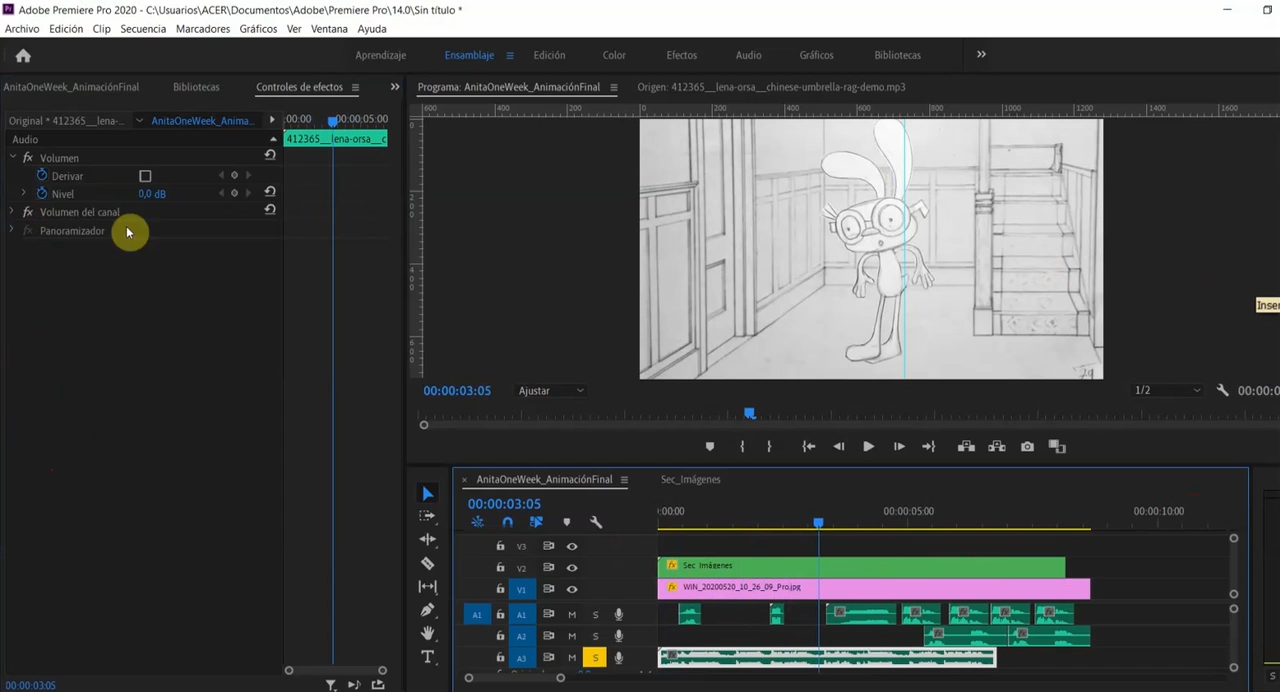 Adobe Premiere Pro 2020 - C:\Usuarios\ACER\Documentos\Adobe\Premiere Pro\14.0\Sin título *
Archivo Edición Clip Secuencia Marcadores Gráficos Ver Ventana Ayuda
Aprendizaje Ensamblaje Edición Color Efectos Audio Gráficos Bibliotecas
AnitaOneWeek_AnimaciónFinal Bibliotecas Controles de efectos
Programa: AnitaOneWeek_AnimaciónFinal Origen: 412365__lena-orsa__chinese-umbrella-rag-demo.mp3
Original * 412365__lena-... AnitaOneWeek_Anima... :00:00 00:00:05:00
Audio 412365__lena-orsa__c
fx Volumen
Derivar
Nivel 0,0 dB
fx Volumen del canal
fx Panoramizador
600 400 200 0 200 400 600 800 1000 1200 1400 1600
0
200
400
600
Inser
00:00:03:05 Ajustar 1/2 00:00:0
AnitaOneWeek_AnimaciónFinal Sec_Imágenes
00:00:03:05
:00:00 00:00:05:00 00:00:10:00
V3
V2 fx Sec_Imágenes
V1 fx WIN_20200520_10_26_09_Pro.jpg
A1 A1 M S
A2 M S
A3 M S
00:00:03:05